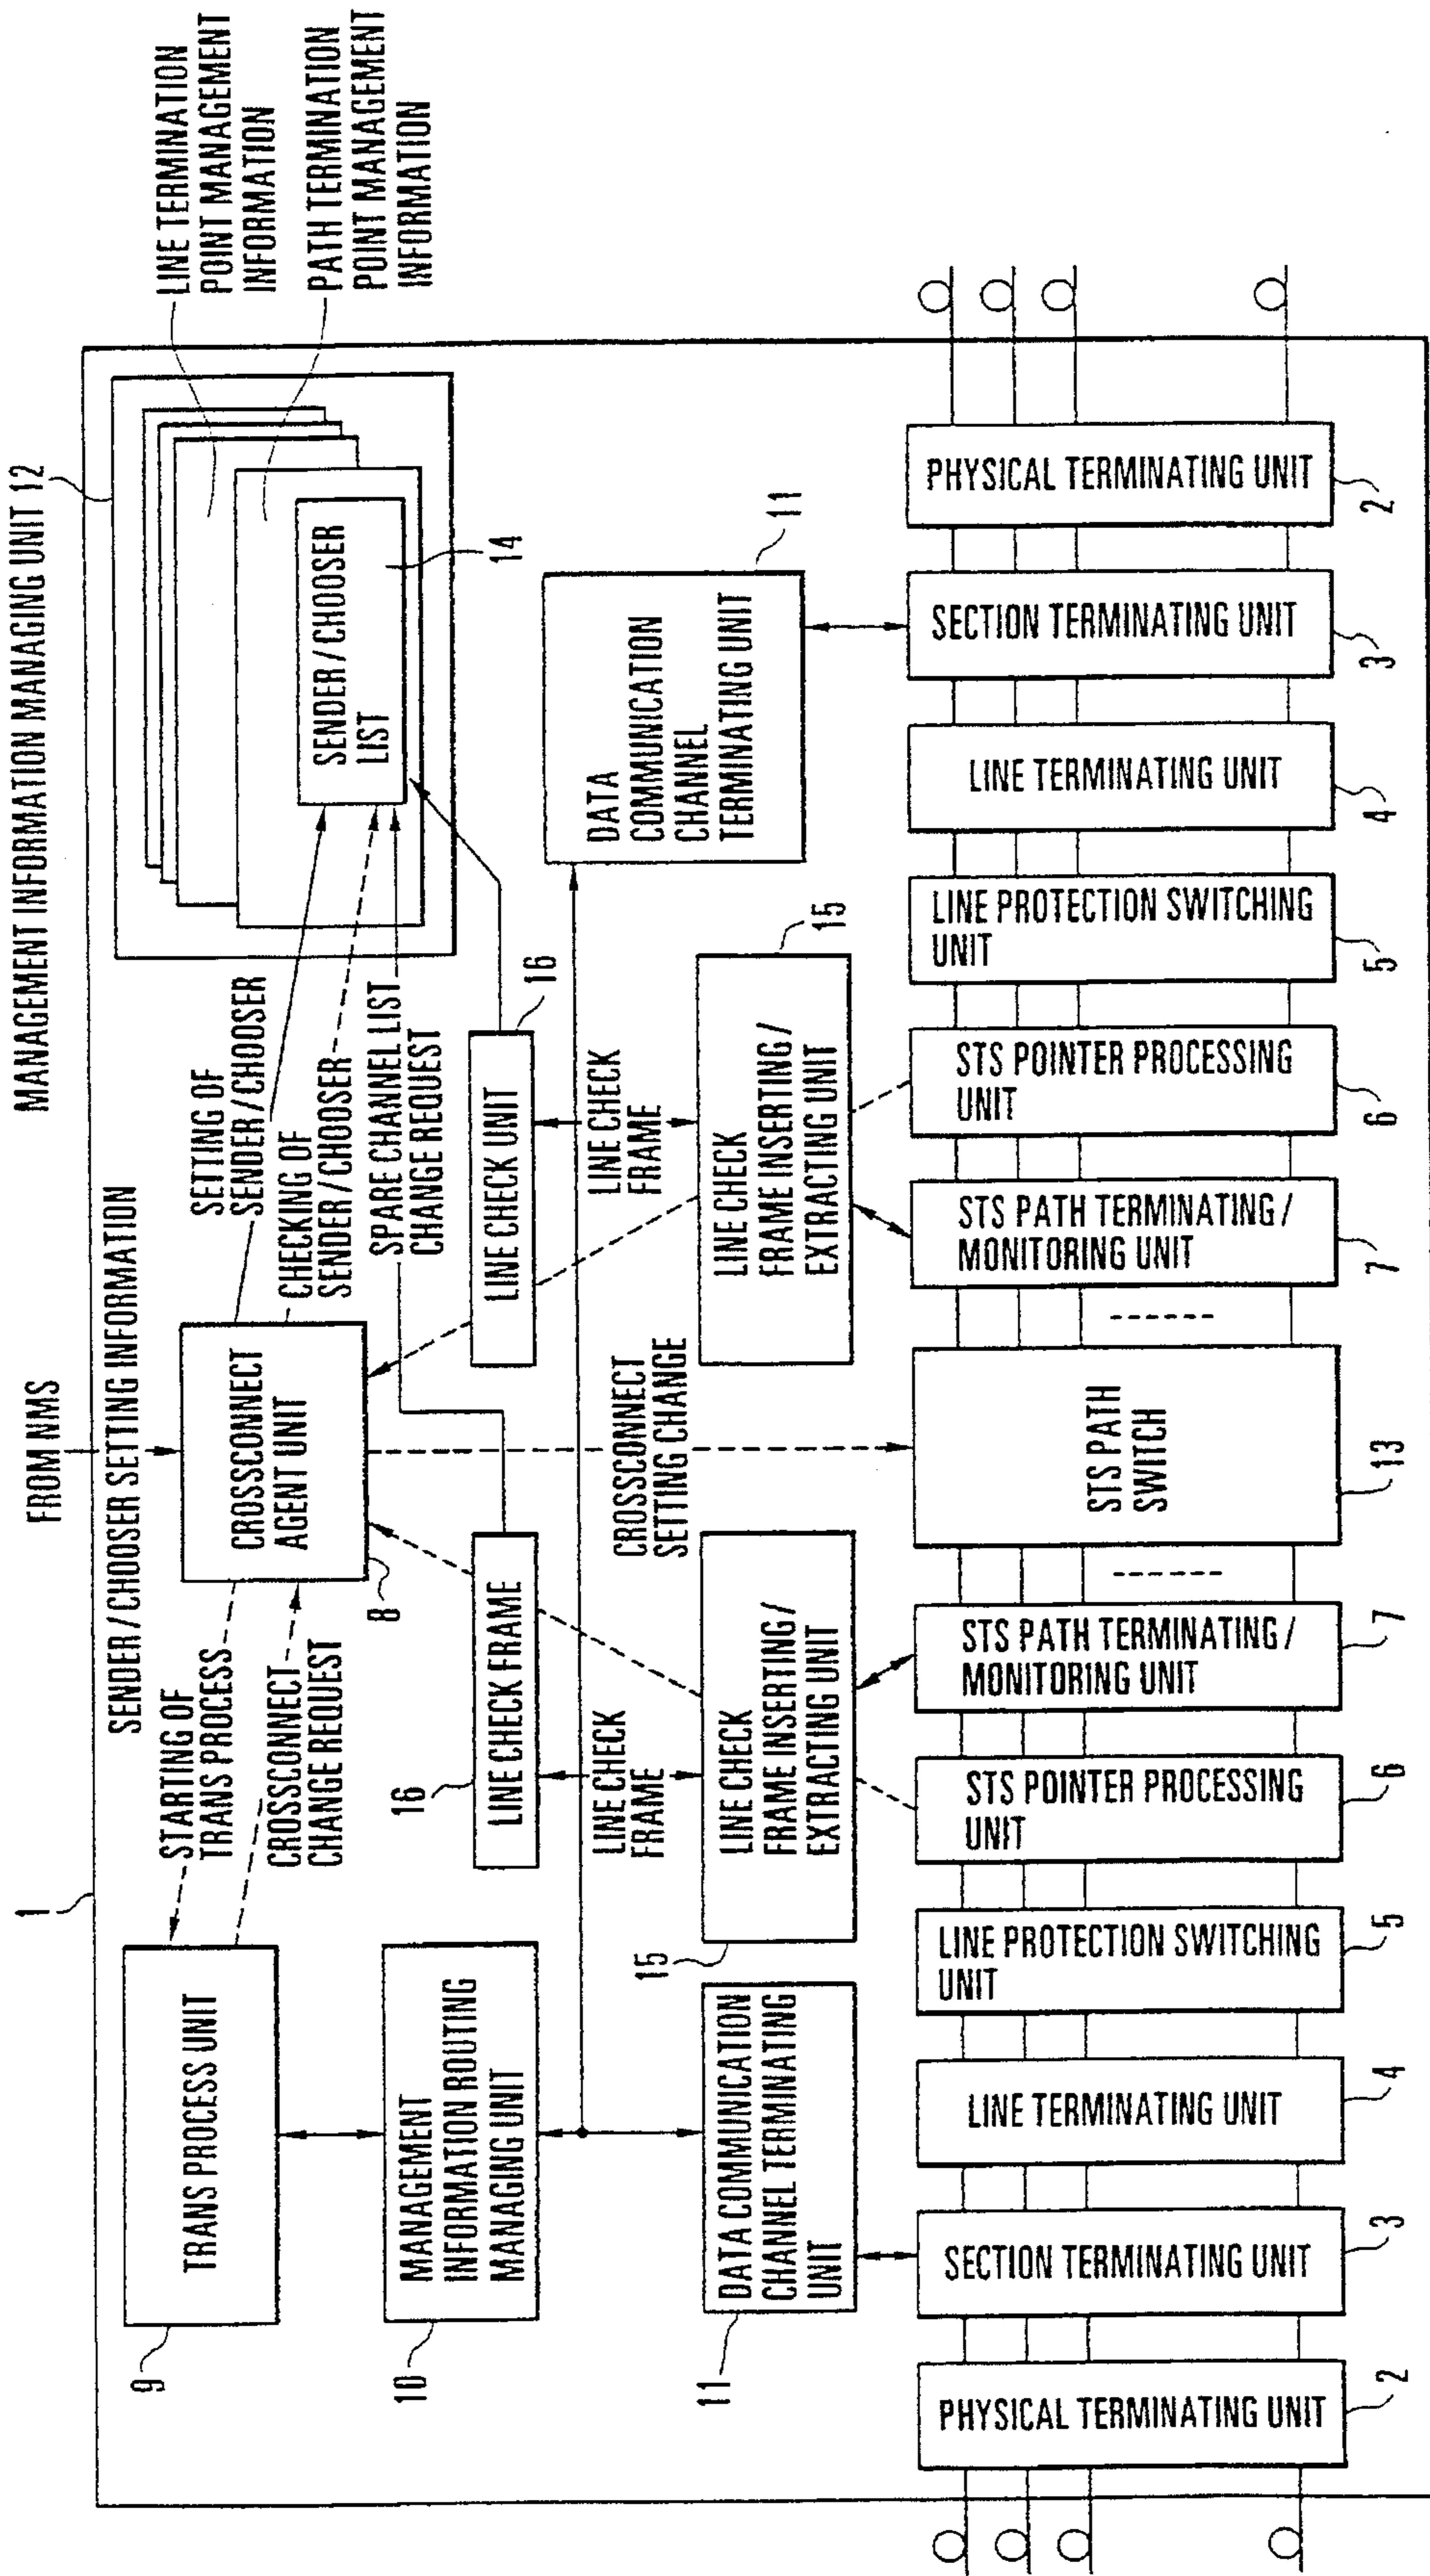 MANAGEMENT INFORMATION MANAGING UNIT 12
LINE TERMINATION
POINT MANAGEMENT
INFORMATION
PATH TERMINATION
POINT MANAGEMENT
INFORMATION
FROM NMS
1
SENDER/CHOOSER SETTING INFORMATION
TRANS PROCESS UNIT
9
STARTING OF
TRANS PROCESS
CROSSCONNECT
CHANGE REQUEST
CROSSCONNECT
AGENT UNIT
8
SETTING OF
SENDER/CHOOSER
CHECKING OF
SENDER/CHOOSER
SPARE CHANNEL LIST
CHANGE REQUEST
SENDER/CHOOSER
LIST
14
MANAGEMENT
INFORMATION ROUTING
MANAGING UNIT
10
16
LINE CHECK FRAME
LINE CHECK UNIT
16
LINE CHECK
FRAME
CROSSCONNECT
SETTING CHANGE
LINE CHECK
FRAME
DATA COMMUNICATION
CHANNEL TERMINATING
UNIT
11
15
LINE CHECK
FRAME INSERTING/
EXTRACTING UNIT
LINE CHECK
FRAME INSERTING/
EXTRACTING UNIT
15
DATA
COMMUNICATION
CHANNEL
TERMINATING UNIT
11
PHYSICAL TERMINATING UNIT
2
SECTION TERMINATING UNIT
3
LINE TERMINATING UNIT
4
LINE PROTECTION SWITCHING
UNIT
5
STS POINTER PROCESSING
UNIT
6
STS PATH TERMINATING/
MONITORING UNIT
7
STS PATH
SWITCH
13
STS PATH TERMINATING/
MONITORING UNIT
7
STS POINTER PROCESSING
UNIT
6
LINE PROTECTION SWITCHING
UNIT
5
LINE TERMINATING UNIT
4
SECTION TERMINATING UNIT
3
PHYSICAL TERMINATING UNIT
2